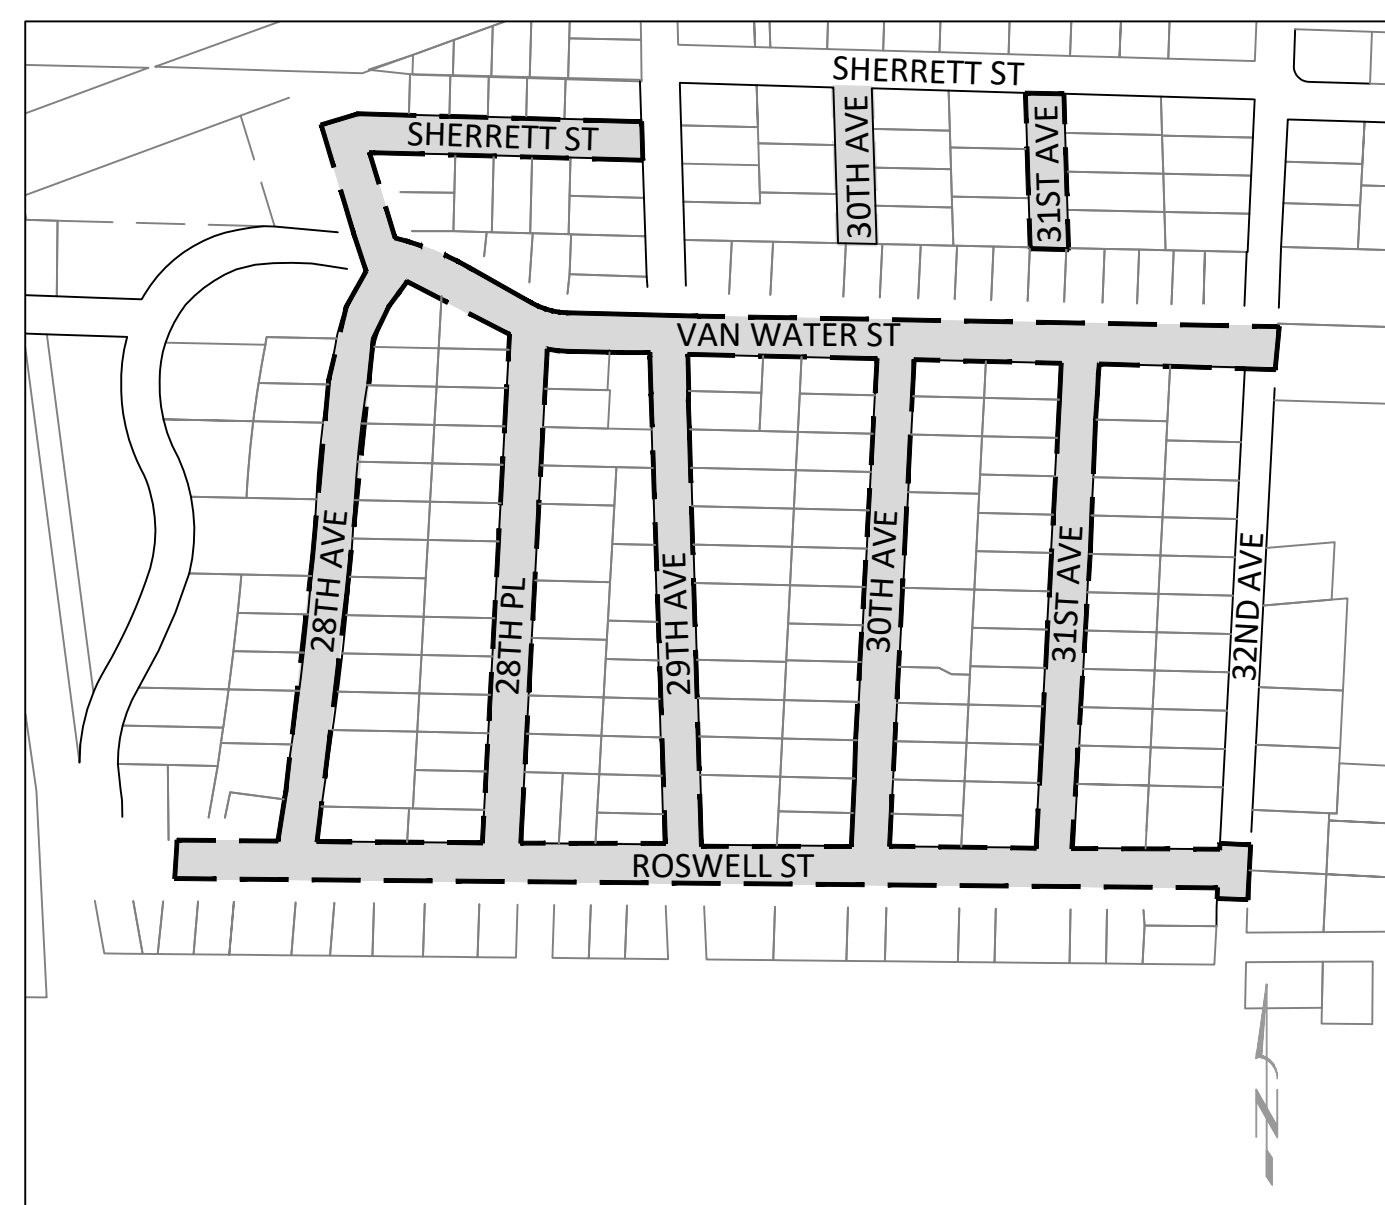 SHERRETT ST
30TH AVE
31ST AVE
SHERRETT ST
VAN WATER ST
28TH AVE
28TH PL
29TH AVE
30TH AVE
31ST AVE
32ND AVE
ROSWELL ST
N